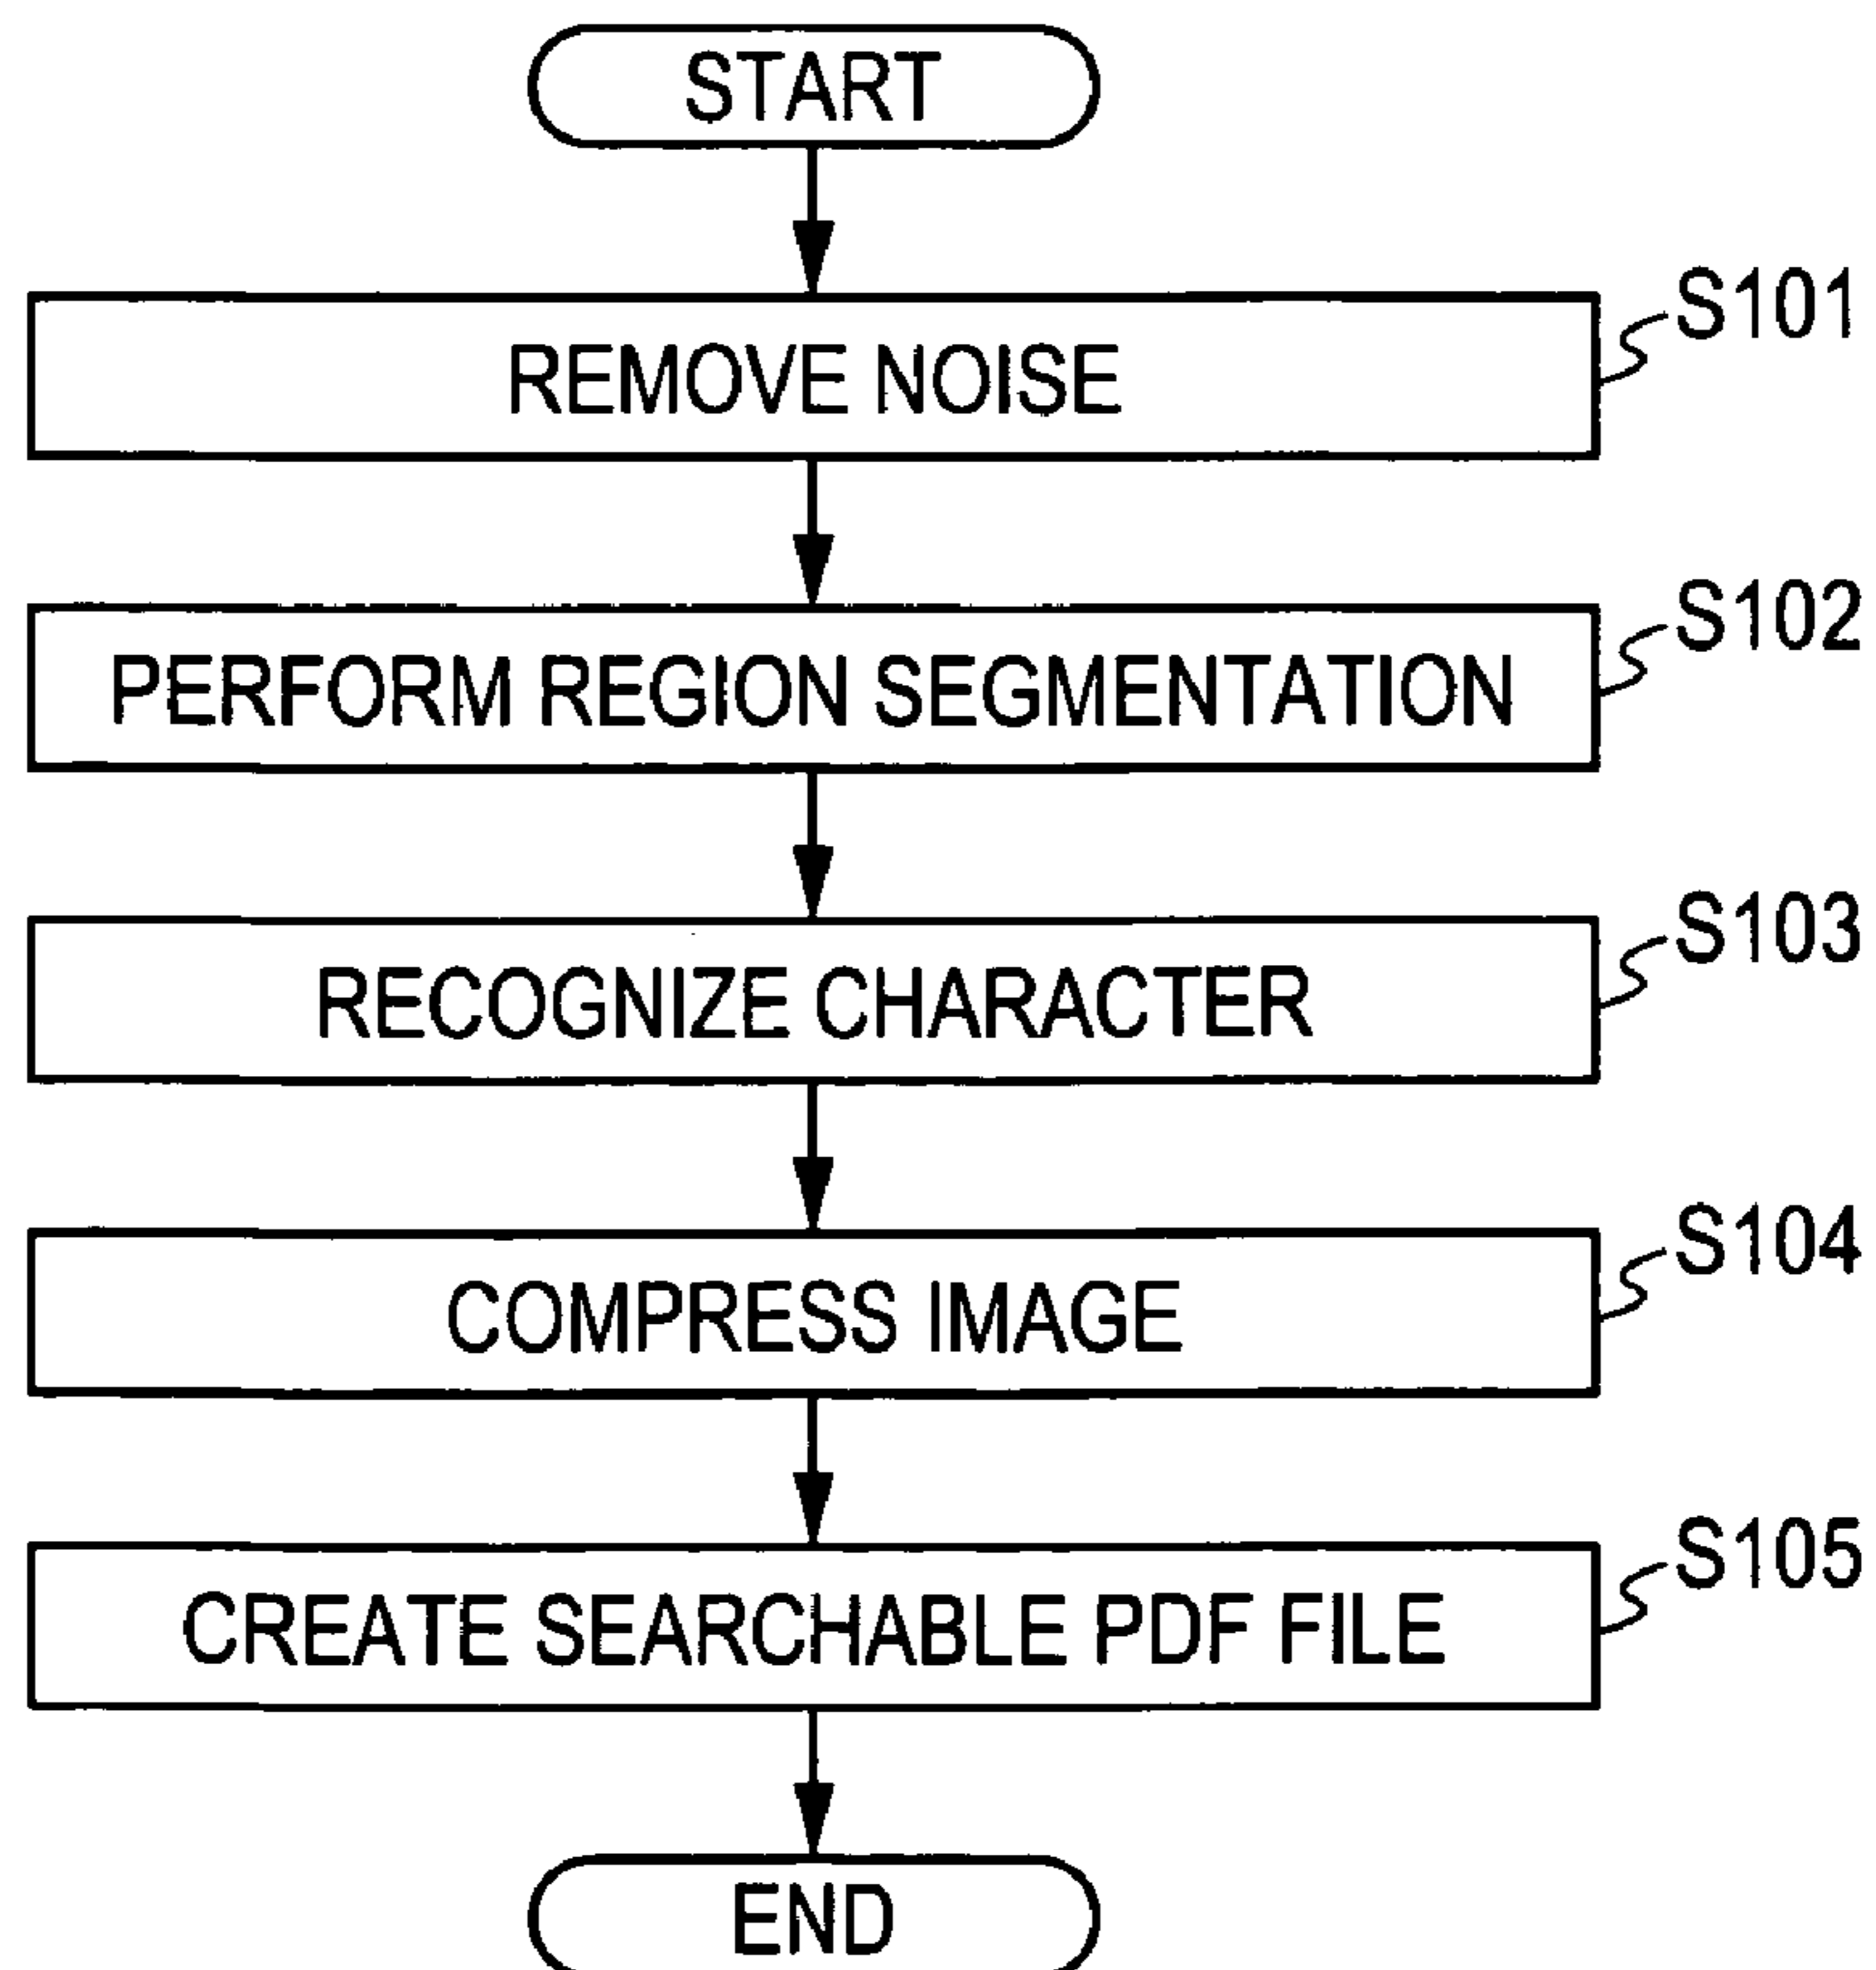 START
S101
REMOVE NOISE
S102
PERFORM REGION SEGMENTATION
S103
RECOGNIZE CHARACTER
S104
COMPRESS IMAGE
S105
CREATE SEARCHABLE PDF FILE
END